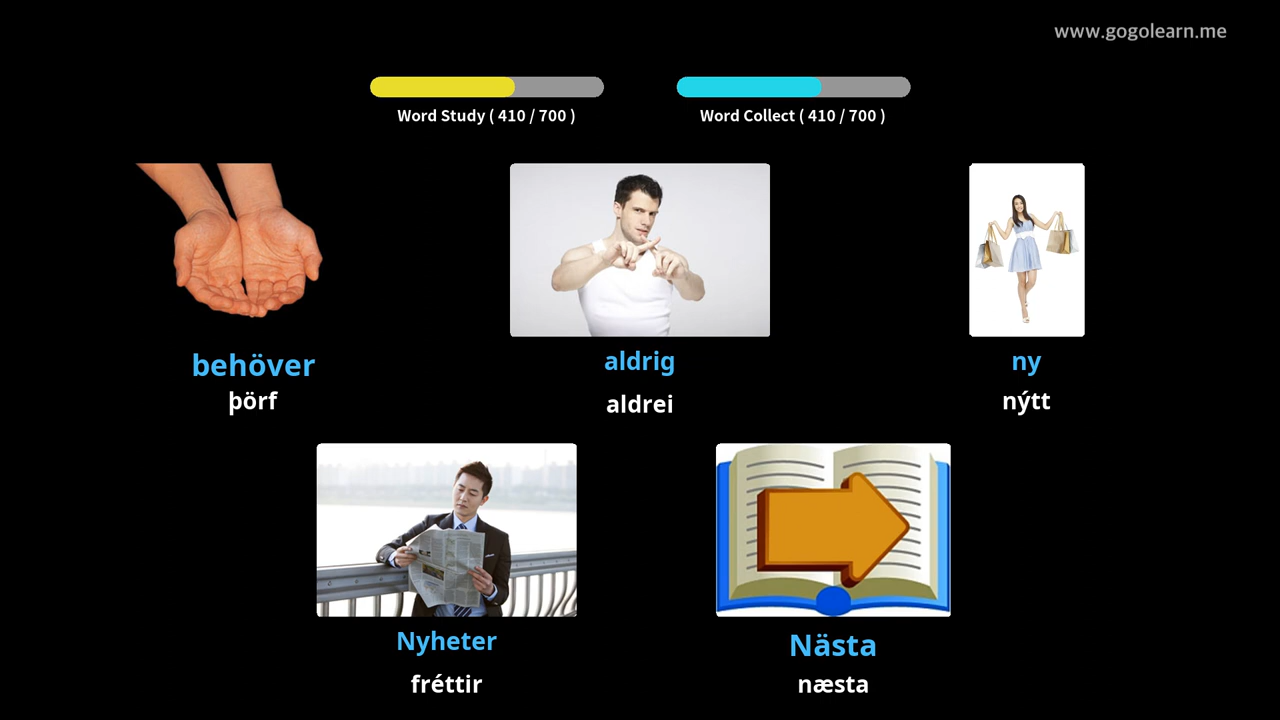 www.gogolearn.me
Word Study ( 410 / 700 )
Word Collect ( 410 / 700 )
behöver
þörf
aldrig
aldrei
ny
nýtt
Nyheter
fréttir
Nästa
næsta